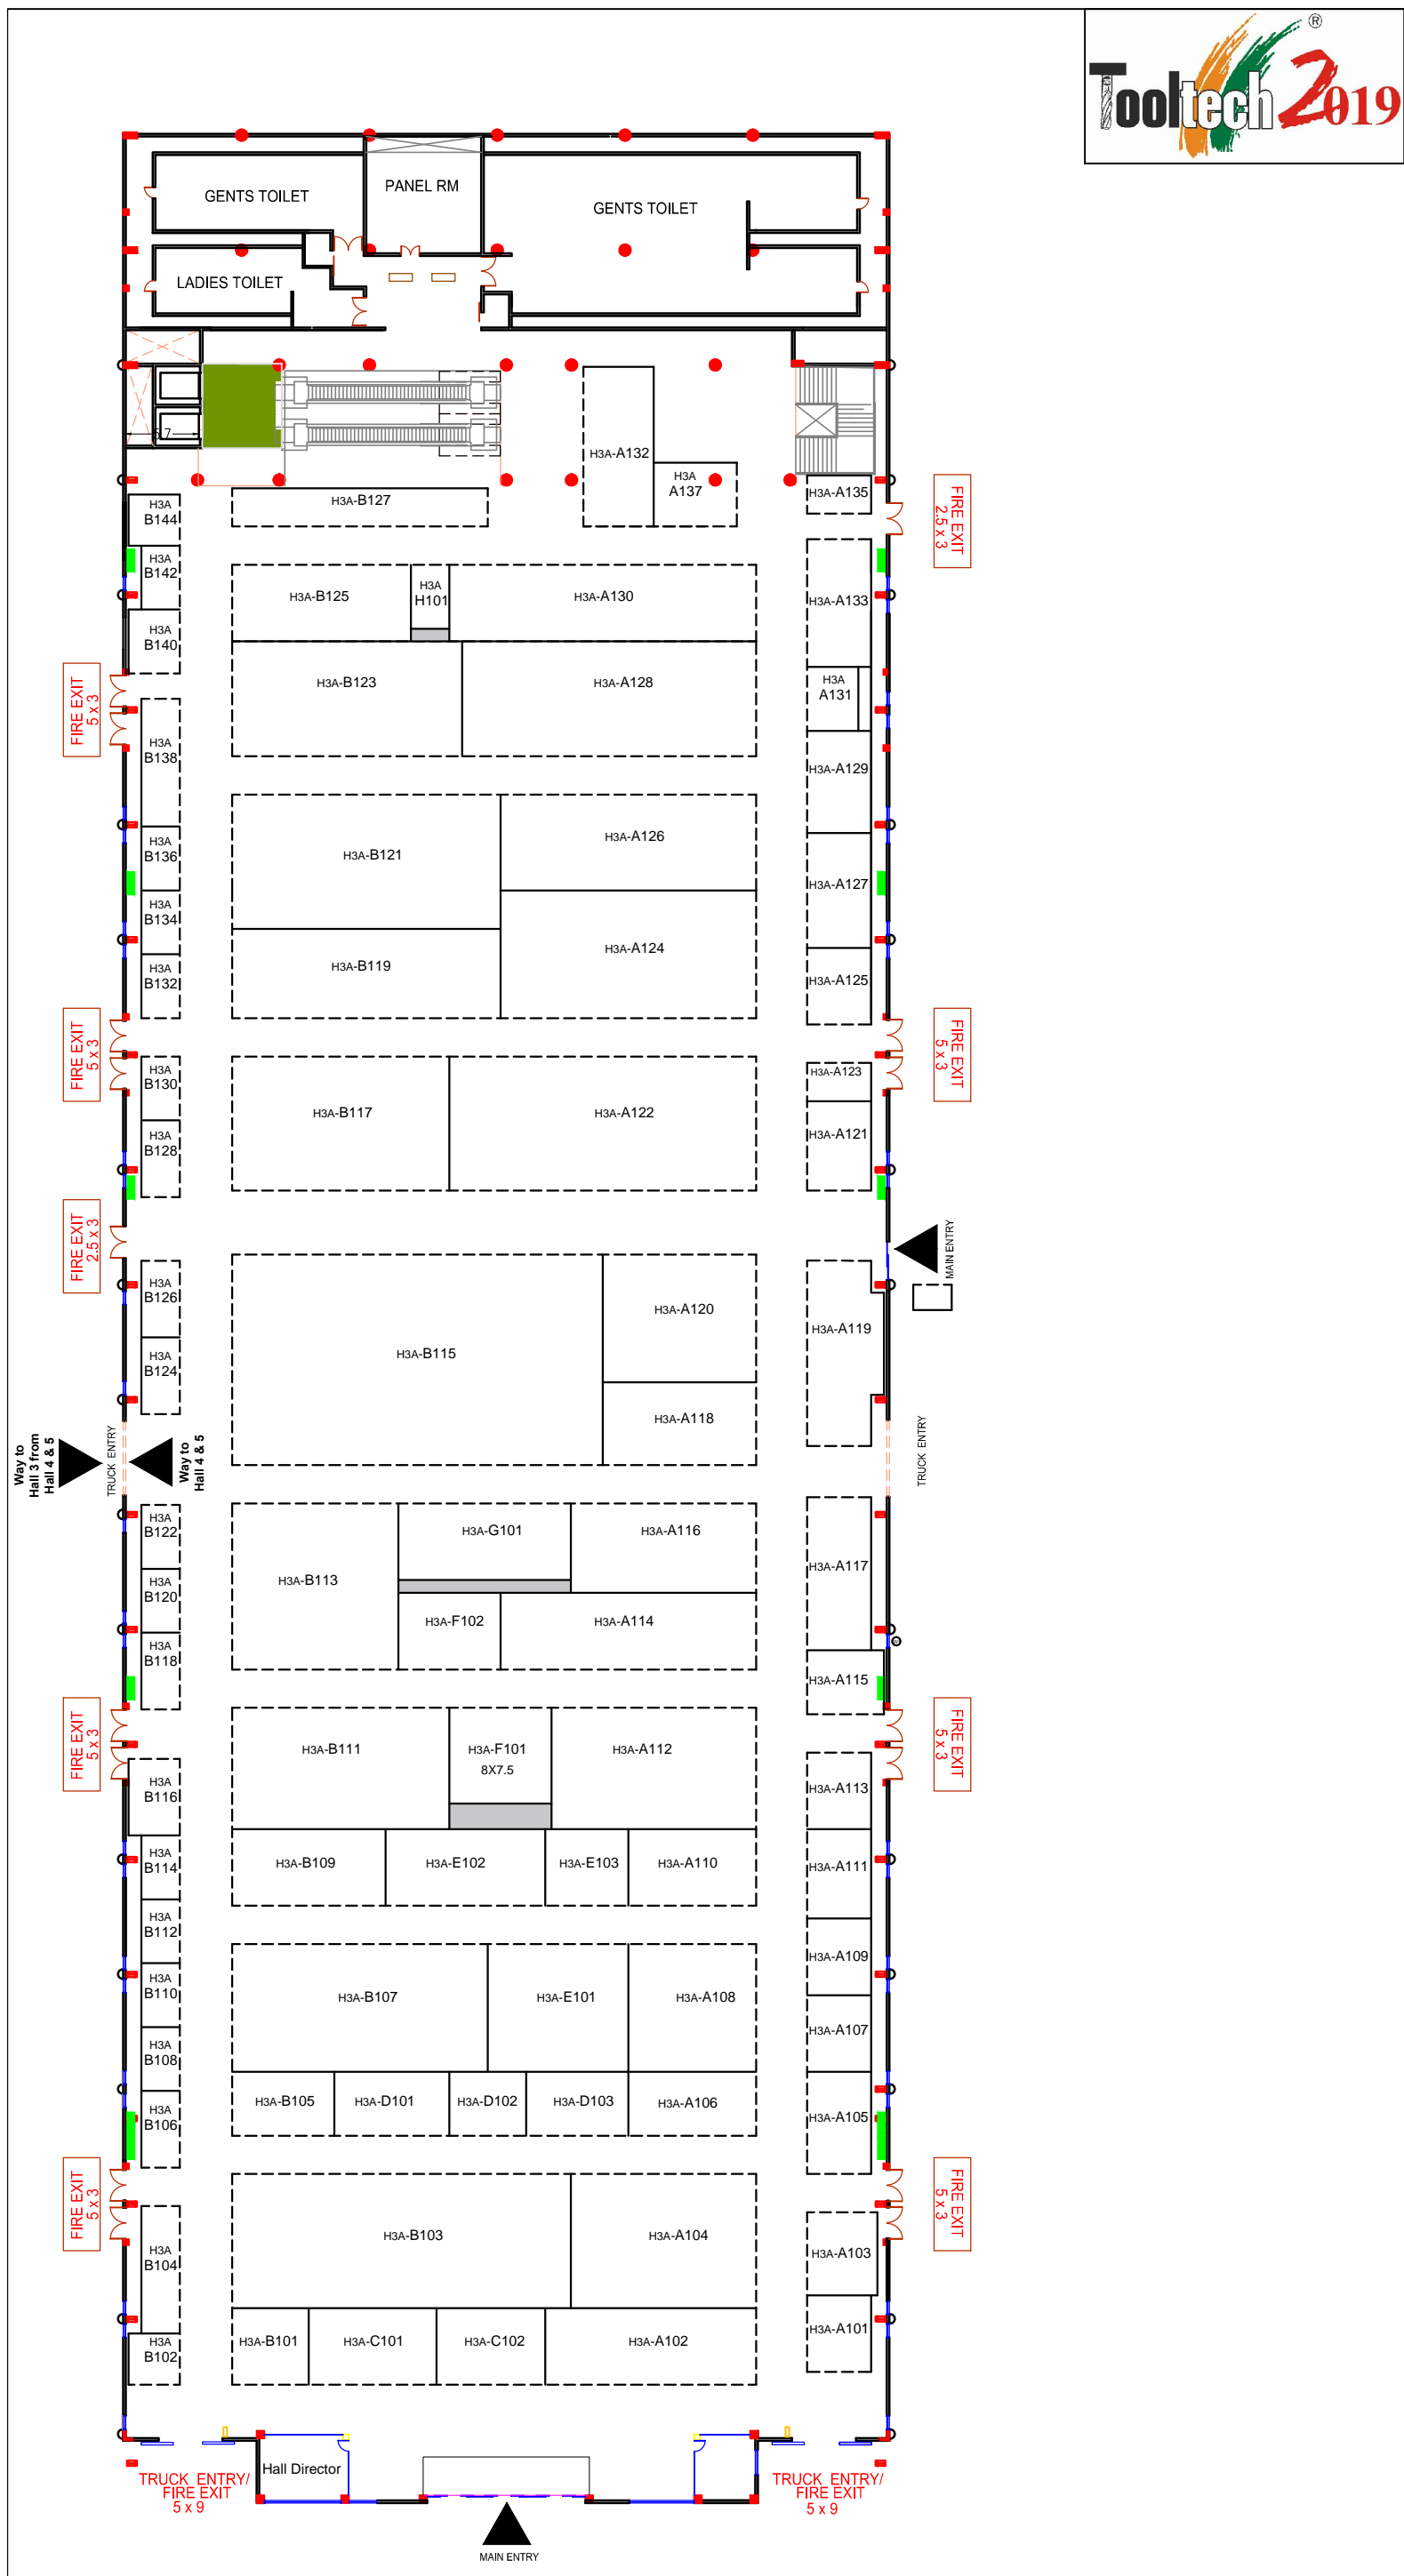 Tooltech 2019
®
GENTS TOILET
PANEL RM
GENTS TOILET
LADIES TOILET
5.7
H3A-A132
H3A
A137
H3A-A135
FIRE EXIT
2.5 x 3
H3A-B127
H3A
B144
H3A
B142
H3A
B140
H3A-B125
H3A
H101
H3A-A130
H3A-A133
H3A-B123
H3A-A128
H3A
A131
FIRE EXIT
5 x 3
H3A
B138
H3A-A129
H3A-B121
H3A-A126
H3A
B136
H3A-A127
H3A
B134
H3A-B119
H3A-A124
H3A
B132
H3A-A125
FIRE EXIT
5 x 3
FIRE EXIT
5 x 3
H3A
B130
H3A-A123
H3A-B117
H3A-A122
H3A
B128
H3A-A121
FIRE EXIT
2.5 x 3
MAIN ENTRY
H3A
B126
H3A-A120
H3A-A119
H3A
B124
H3A-B115
H3A-A118
Way to
Hall 3 from
Hall 4 & 5
TRUCK ENTRY
Way to
Hall 4 & 5
TRUCK ENTRY
H3A
B122
H3A-G101
H3A-A116
H3A-B113
H3A-A117
H3A
B120
H3A-F102
H3A-A114
H3A
B118
H3A-A115
FIRE EXIT
5 x 3
FIRE EXIT
5 x 3
H3A-B111
H3A-F101
8X7.5
H3A-A112
H3A
B116
H3A-A113
H3A
B114
H3A-B109
H3A-E102
H3A-E103
H3A-A110
H3A-A111
H3A
B112
H3A-A109
H3A
B110
H3A-B107
H3A-E101
H3A-A108
H3A-A107
H3A
B108
H3A-B105
H3A-D101
H3A-D102
H3A-D103
H3A-A106
H3A
B106
H3A-A105
FIRE EXIT
5 x 3
FIRE EXIT
5 x 3
H3A
B104
H3A-B103
H3A-A104
H3A-A103
H3A
B102
H3A-B101
H3A-C101
H3A-C102
H3A-A102
H3A-A101
Hall Director
TRUCK ENTRY/
FIRE EXIT
5 x 9
TRUCK ENTRY/
FIRE EXIT
5 x 9
MAIN ENTRY